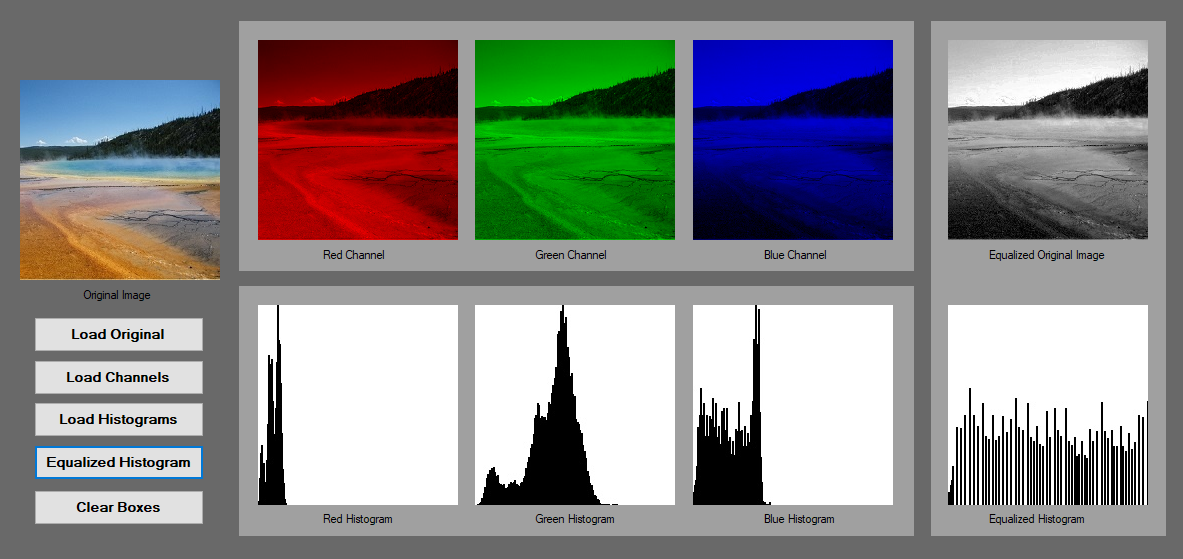 Original Image
Load Original
Load Channels
Load Histograms
Equalized Histogram
Clear Boxes
Red Channel
Green Channel
Blue Channel
Red Histogram
Green Histogram
Blue Histogram
Equalized Original Image
Equalized Histogram